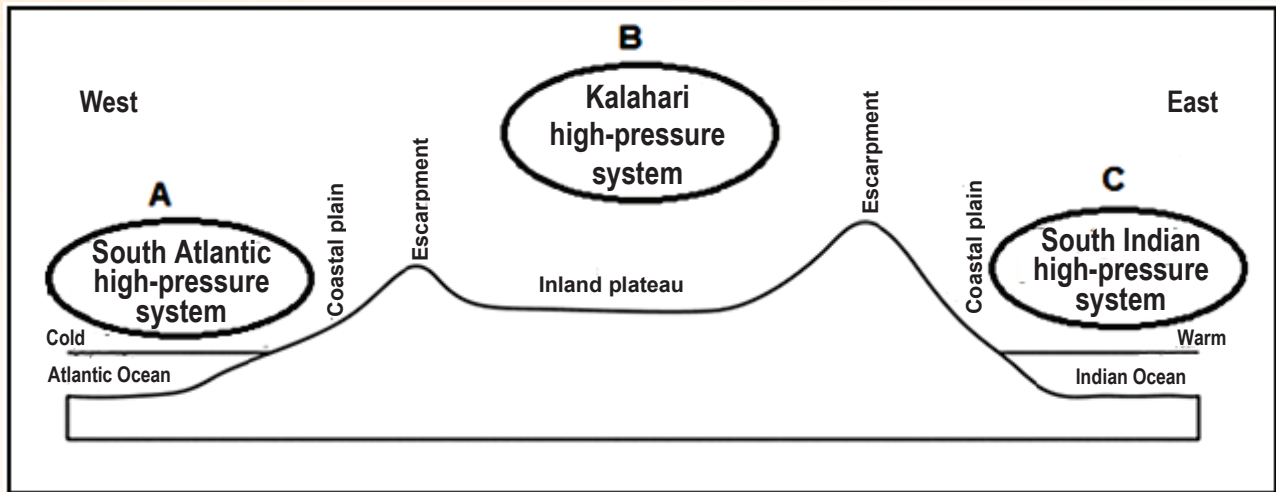 B
Kalahari
high-pressure
system
West
East
Escarpment
Escarpment
A
C
South Atlantic
high-pressure
system
Coastal plain
Coastal plain
South Indian
high-pressure
system
Inland plateau
Cold
Warm
Atlantic Ocean
Indian Ocean